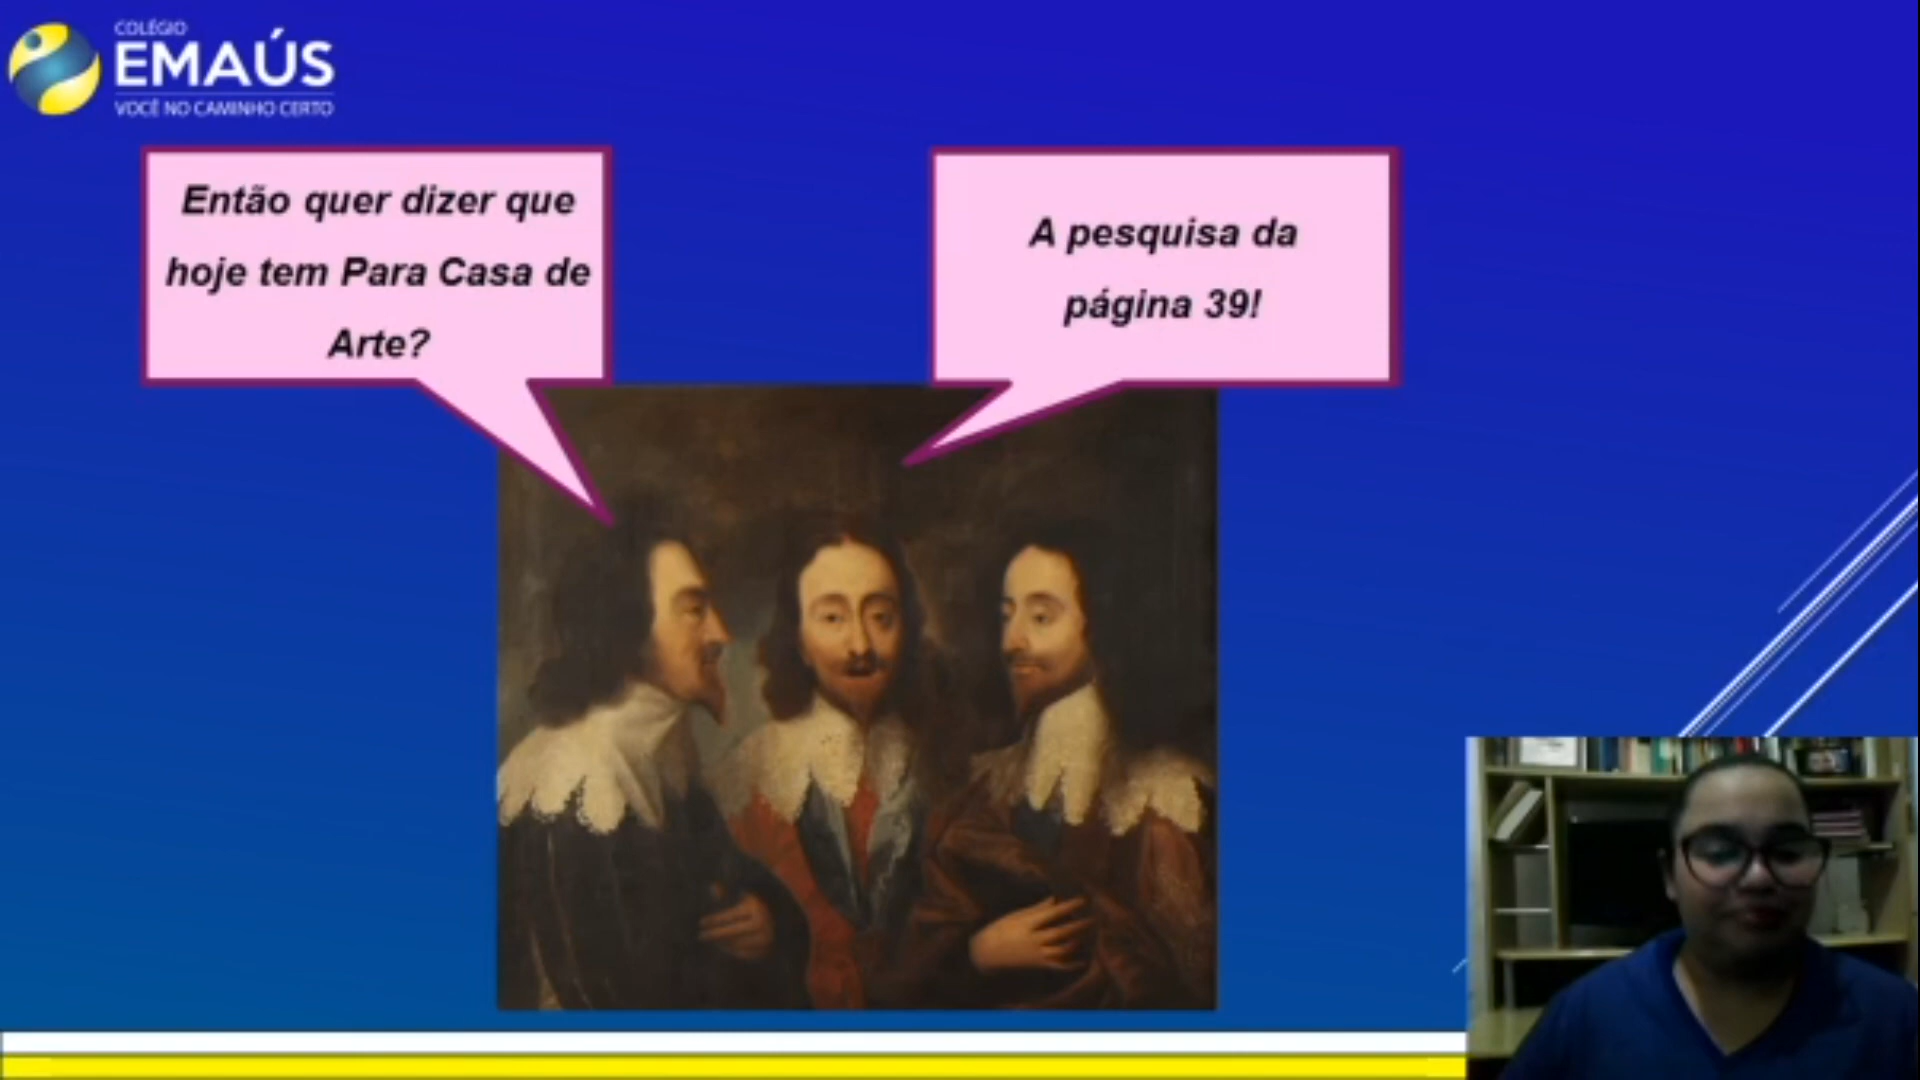 COLÉGIO
EMAÚS
VOCÊ NO CAMINHO CERTO
Então quer dizer que
hoje tem Para Casa de
Arte?
A pesquisa da
página 39!